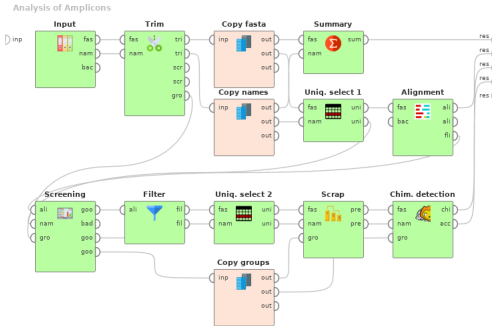 Analysis of Amplicons
Input
Trim
Copy fasta
Summary
inp
fas
nam
bac
fas
nam
tri
tri
scr
scr
gro
inp
out
out
out
fas
nam
sum
res
res
res
res
res
Copy names
Uniq. select 1
Alignment
inp
out
out
out
fas
nam
uni
uni
fas
bac
ali
ali
fli
Screening
Filter
Uniq. select 2
Scrap
Chim. detection
ali
nam
gro
goo
bad
goo
goo
ali
fil
fil
fas
nam
uni
uni
fas
nam
gro
pre
pre
fas
nam
gro
chi
acc
Copy groups
inp
out
out
out